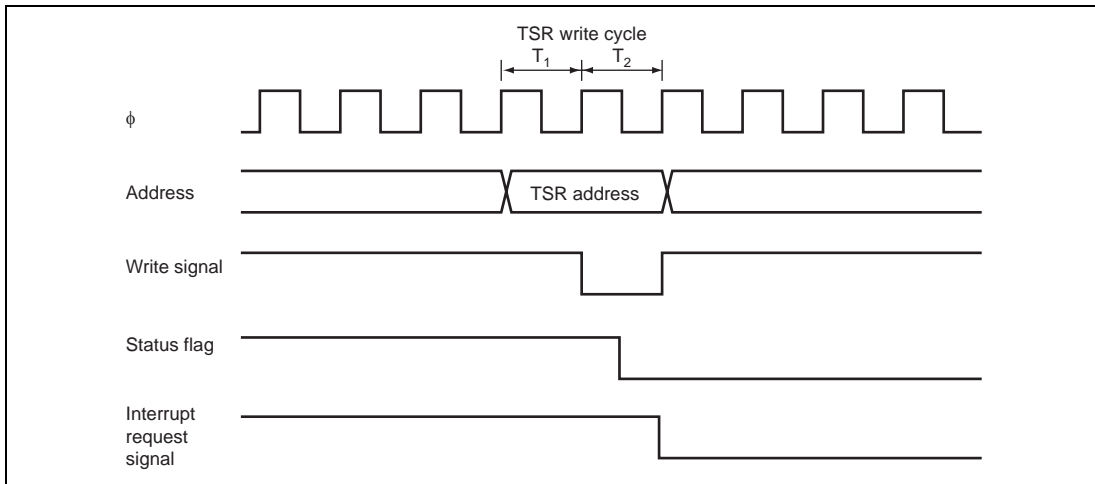 TSR write cycle
T₁ T₂
ϕ
Address
TSR address
Write signal
Status flag
Interrupt
request
signal